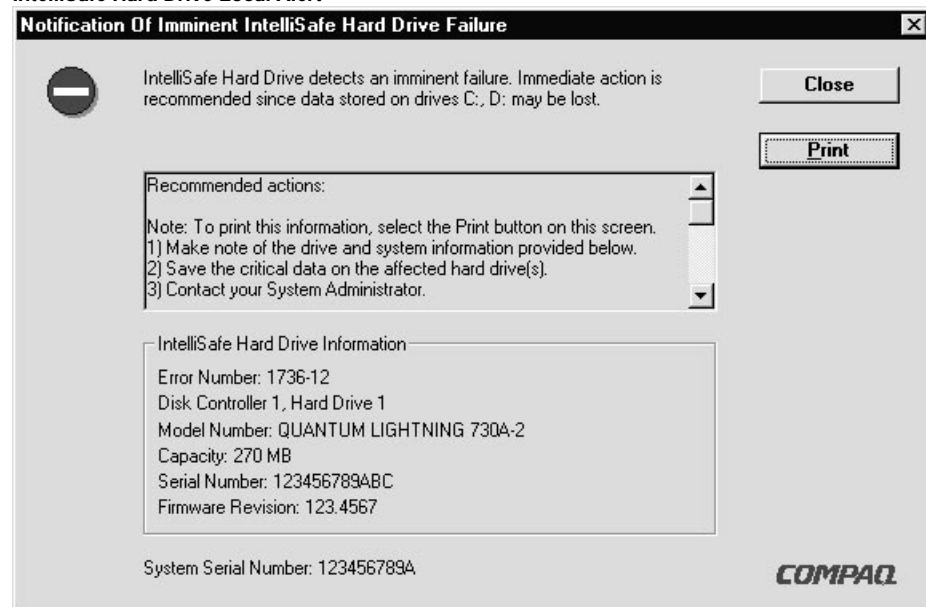 IntelliSafe Hard Drive Local Alert
Notification Of Imminent IntelliSafe Hard Drive Failure
IntelliSafe Hard Drive detects an imminent failure. Immediate action is
recommended since data stored on drives C:, D: may be lost.
Close
Print
Recommended actions:
Note: To print this information, select the Print button on this screen.
1) Make note of the drive and system information provided below.
2) Save the critical data on the affected hard drive(s).
3) Contact your System Administrator.
IntelliSafe Hard Drive Information
Error Number: 1736-12
Disk Controller 1, Hard Drive 1
Model Number: QUANTUM LIGHTNING 730A-2
Capacity: 270 MB
Serial Number: 123456789ABC
Firmware Revision: 123.4567
System Serial Number: 123456789A
COMPAQ